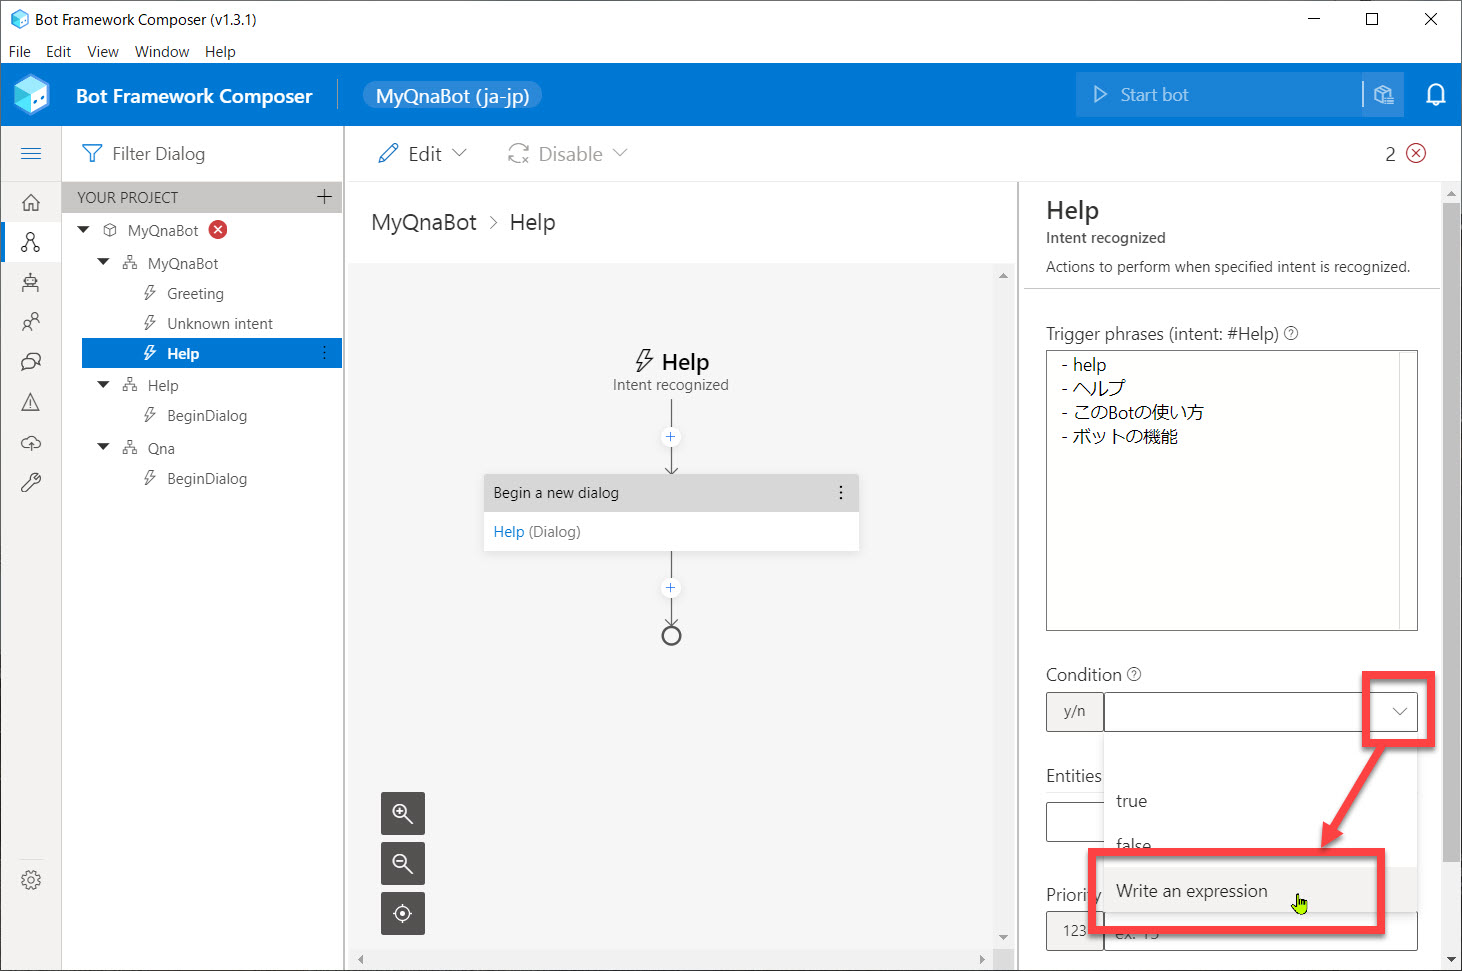 Bot Framework Composer (v1.3.1)
File Edit View Window Help
Bot Framework Composer
MyQnaBot (ja-jp)
Start bot
Filter Dialog
Edit
Disable
2
YOUR PROJECT
MyQnaBot
MyQnaBot
Greeting
Unknown intent
Help
Help
BeginDialog
Qna
BeginDialog
MyQnaBot > Help
Help
Intent recognized
Begin a new dialog
Help (Dialog)
Help
Intent recognized
Actions to perform when specified intent is recognized.
Trigger phrases (intent: #Help)
- help
- ヘルプ
- このBotの使い方
- ボットの機能
Condition
y/n
Entities
true
false
Write an expression
Priority
123
ex. 15